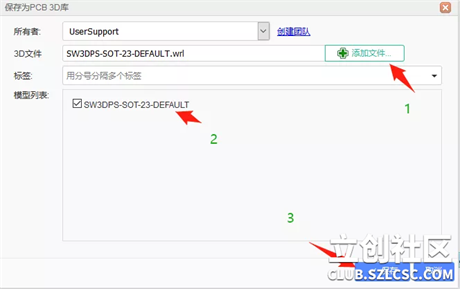 保存为PCB 3D库
所有者: UserSupport 创建团队
3D文件 SW3DPS-SOT-23-DEFAULT.wrl 添加文件...
标签: 用分号分隔多个标签
1
模型列表: SW3DPS-SOT-23-DEFAULT
2
3
立创社区
CLUB.SZLCSC.COM